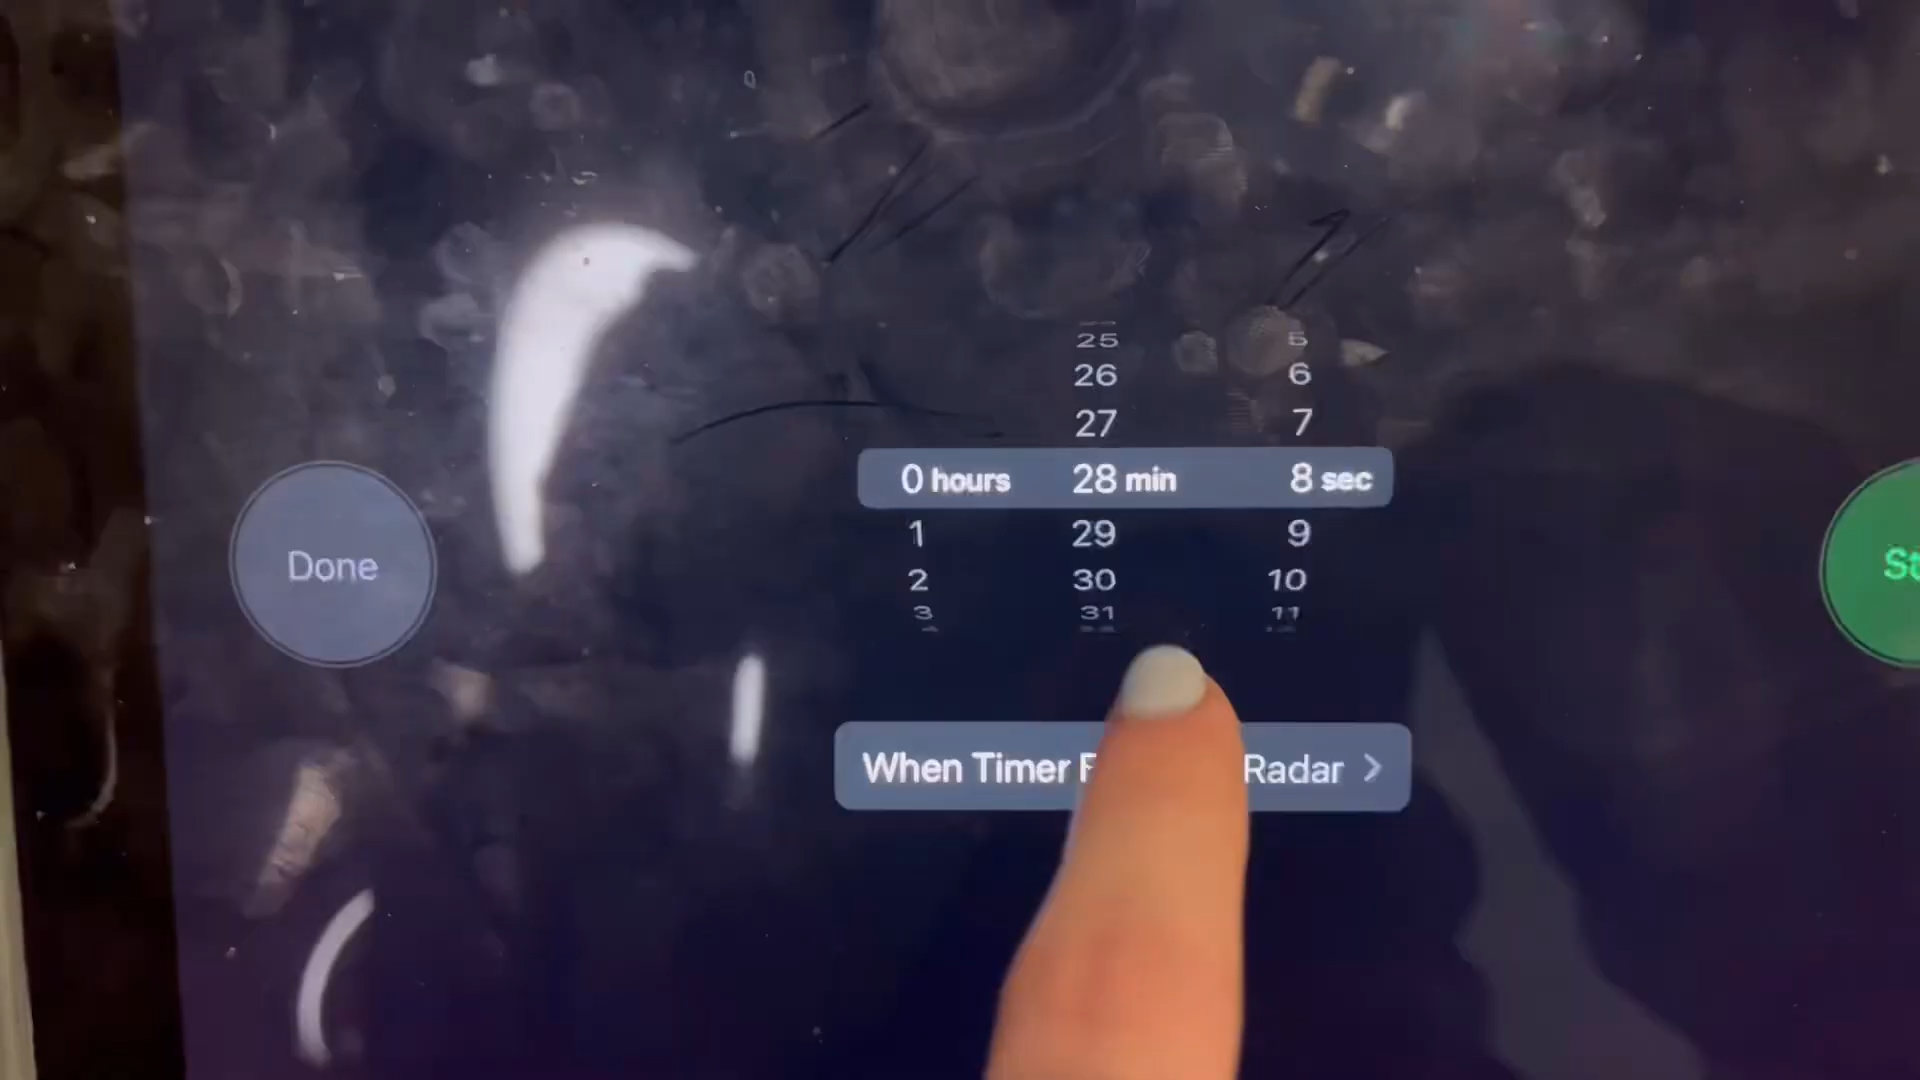 25 5
26 6
27 7
0 hours 28 min 8 sec
1 29 9
2 30 10
3 31 11
Done
When Timer Radar >